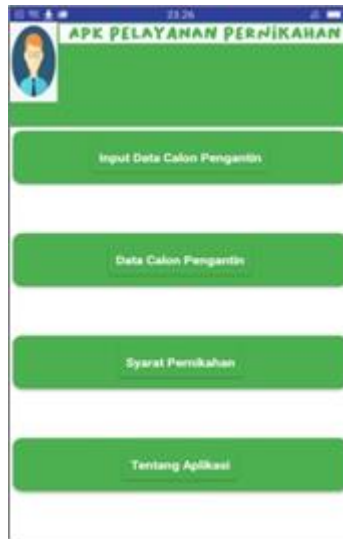 23.26
APK PELAYANAN PERNIKAHAN
Input Data Calon Pengantin
Data Calon Pengantin
Syarat Pernikahan
Tentang Aplikasi